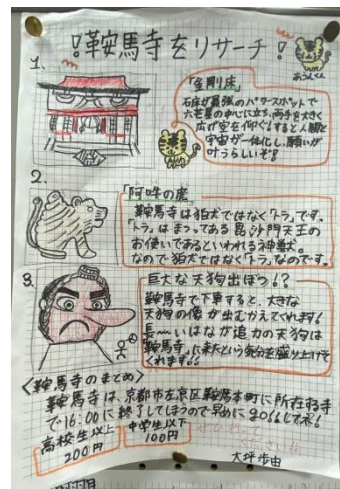 !鞍馬寺をリサーチ!
あうんくん
1.
「金剛床」
石床が最強のパワースポットで
六芒星の中心に立ち、両手を大きく
広げ空を仰ぐ!すると人間と
宇宙が一体化し、願いが
叶うらしいぞ!
2.
「阿吽の虎」
鞍馬寺は狛犬ではなく「トラ」です。
「トラ」はまつってある毘沙門天王の
お使いであるといわれる神獣。
なので狛犬ではなく「トラ」なのです。
3.
巨大な天狗出ぼつ!?
鞍馬寺で下車すると、大きな
天狗の像が出むかえてくれます!
長〜いはなが迫力の天狗は
鞍馬寺に来たという気分を盛り上げて
くれます!!
〈鞍馬寺のまとめ〉
鞍馬寺は、京都市左京区鞍馬本町に所在する寺
で16:00に終了してしまうので早めに
高校生以上
200円
中学生以下
100円
大坪歩由